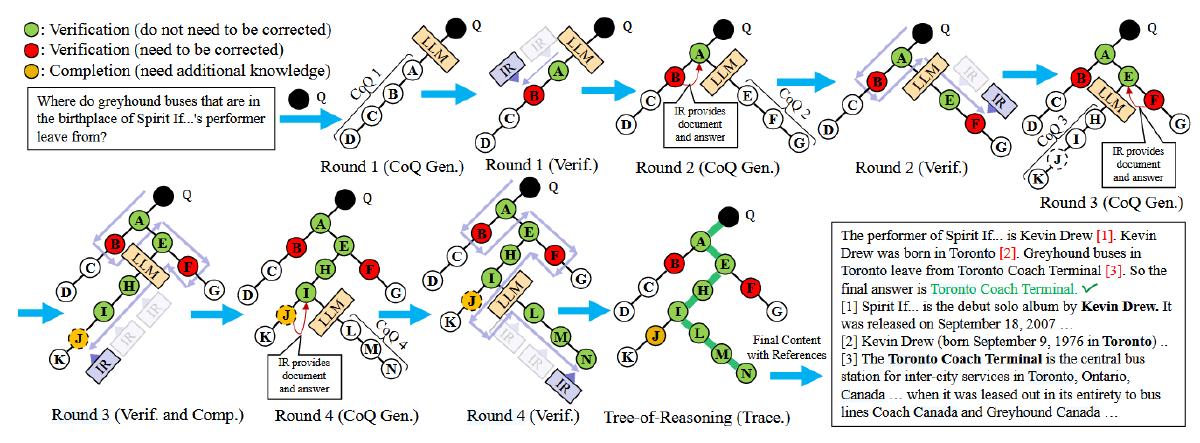 : Verification (do not need to be corrected)
: Verification (need to be corrected)
: Completion (need additional knowledge)
Where do greyhound buses that are in
the birthplace of Spirit If...'s performer
leave from?
Q
Q
LLM
CoQ 1
A
B
C
D
Round 1 (CoQ Gen.)
Q
LLM
IR
IR
A
B
C
D
Round 1 (Verif.)
Q
A
LLM
B
C
D
E
F
G
CoQ 2
IR provides
document
and answer
Round 2 (CoQ Gen.)
Q
A
LLM
B
C
D
E
F
G
IR
IR
IR
Round 2 (Verif.)
Q
A
B
C
D
E
F
G
LLM
H
I
J
K
CoQ 3
IR provides
document
and answer
Round 3 (CoQ Gen.)
Q
A
B
C
D
E
F
G
LLM
H
I
J
K
IR
IR
IR
Round 3 (Verif. and Comp.)
Q
A
B
C
D
E
F
G
H
I
J
K
LLM
L
M
N
CoQ 4
IR provides
document
and answer
Round 4 (CoQ Gen.)
Q
A
B
C
D
E
F
G
H
I
J
K
LLM
L
M
N
IR
IR
IR
Round 4 (Verif.)
Q
A
B
C
D
E
F
G
H
I
J
K
L
M
N
Tree-of-Reasoning (Trace.)
Final Content
with References
The performer of Spirit If... is Kevin Drew [1]. Kevin
Drew was born in Toronto [2]. Greyhound buses in
Toronto leave from Toronto Coach Terminal [3]. So the
final answer is Toronto Coach Terminal. ✓
[1] Spirit If... is the debut solo album by Kevin Drew. It
was released on September 18, 2007 ...
[2] Kevin Drew (born September 9, 1976 in Toronto) ..
[3] The Toronto Coach Terminal is the central bus
station for inter-city services in Toronto, Ontario,
Canada ... when it was leased out in its entirety to bus
lines Coach Canada and Greyhound Canada ...